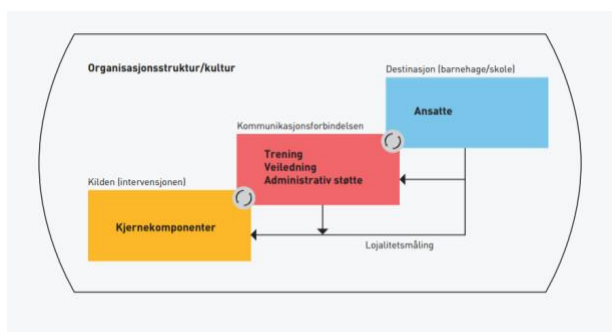 Organisasjonsstruktur/kultur
Destinasjon (barnehage/skole)
Ansatte
Kommunikasjonsforbindelsen
Trening
Veiledning
Administrativ støtte
Kilden (intervensjonen)
Kjernekomponenter
Lojalitetsmåling